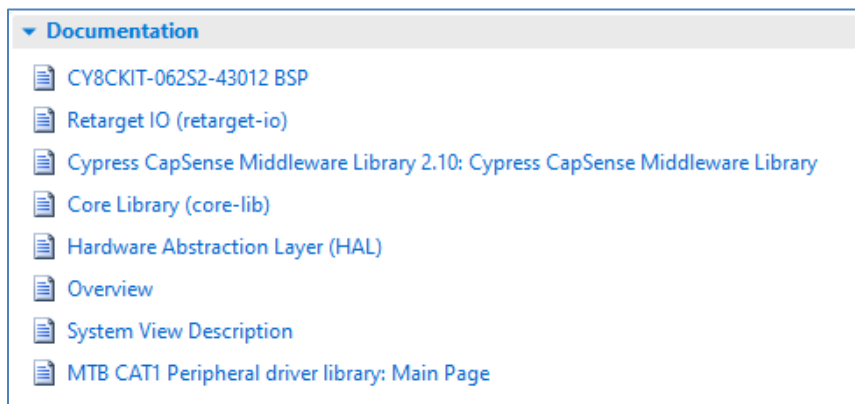 Documentation
CY8CKIT-062S2-43012 BSP
Retarget IO (retarget-io)
Cypress CapSense Middleware Library 2.10: Cypress CapSense Middleware Library
Core Library (core-lib)
Hardware Abstraction Layer (HAL)
Overview
System View Description
MTB CAT1 Peripheral driver library: Main Page